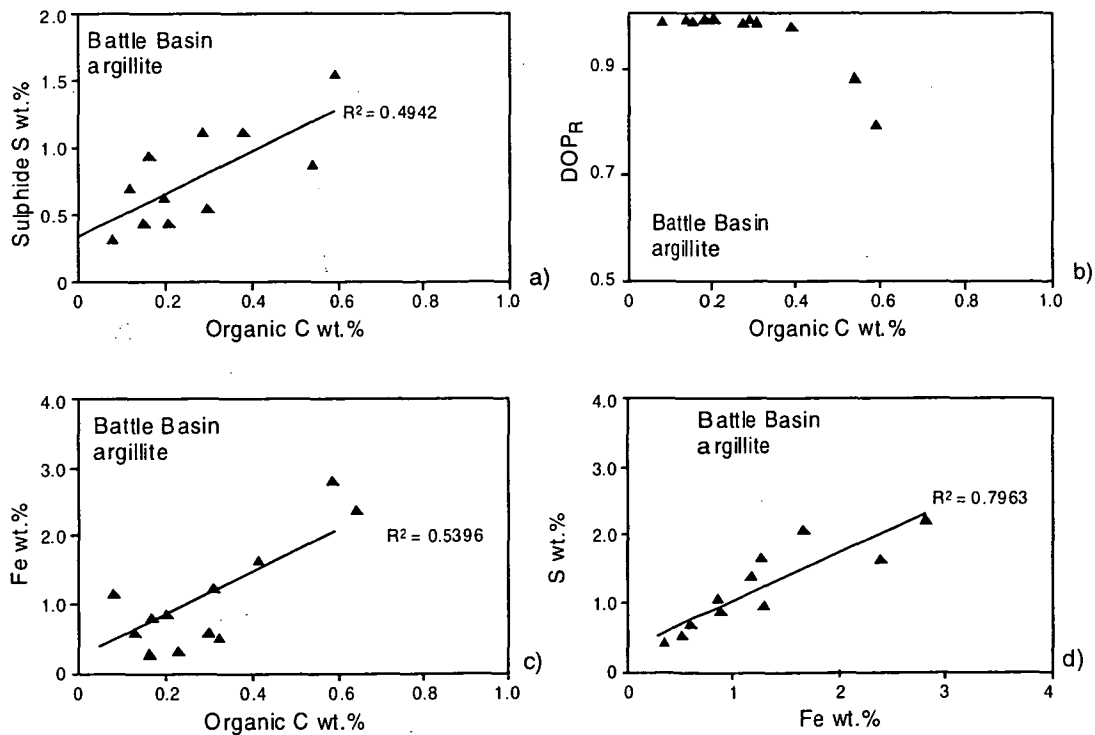 2.0
Battle Basin
argillite
1.5
R² = 0.4942
1.0
0.5
0
Sulphide S wt.%
0 0.2 0.4 0.6 0.8 1.0
Organic C wt.%
a)
0.9
0.7
0.5
DOPR
Battle Basin
argillite
0 0.2 0.4 0.6 0.8 1.0
Organic C wt.%
b)
4.0
Battle Basin
argillite
3.0
2.0
R² = 0.5396
1.0
0
Fe wt.%
0 0.2 0.4 0.6 0.8 1.0
Organic C wt.%
c)
4.0
Battle Basin
argillite
3.0
R² = 0.7963
2.0
1.0
0
S wt.%
0 1 2 3 4
Fe wt.%
d)